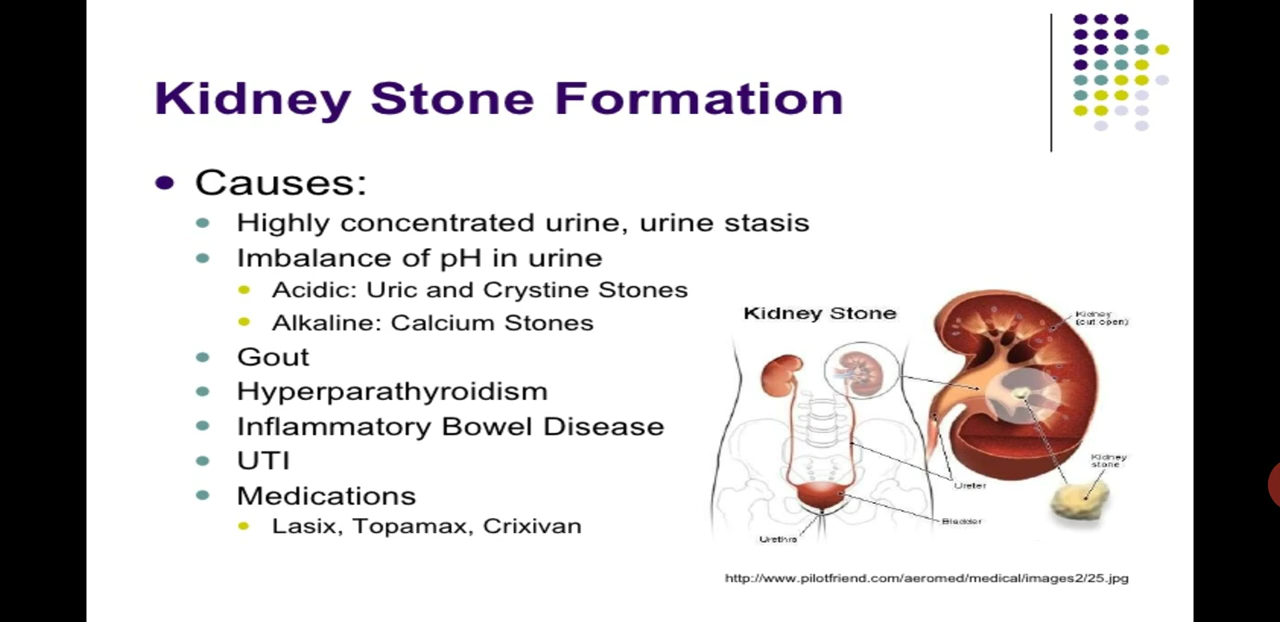 Kidney Stone Formation
Causes:
Highly concentrated urine, urine stasis
Imbalance of pH in urine
Acidic: Uric and Crystine Stones
Alkaline: Calcium Stones
Gout
Hyperparathyroidism
Inflammatory Bowel Disease
UTI
Medications
Lasix, Topamax, Crixivan
Kidney Stone
Kidney
(cut open)
Kidney
stone
Ureter
Bladder
Urethra
http://www.pilotfriend.com/aeromed/medical/images2/25.jpg